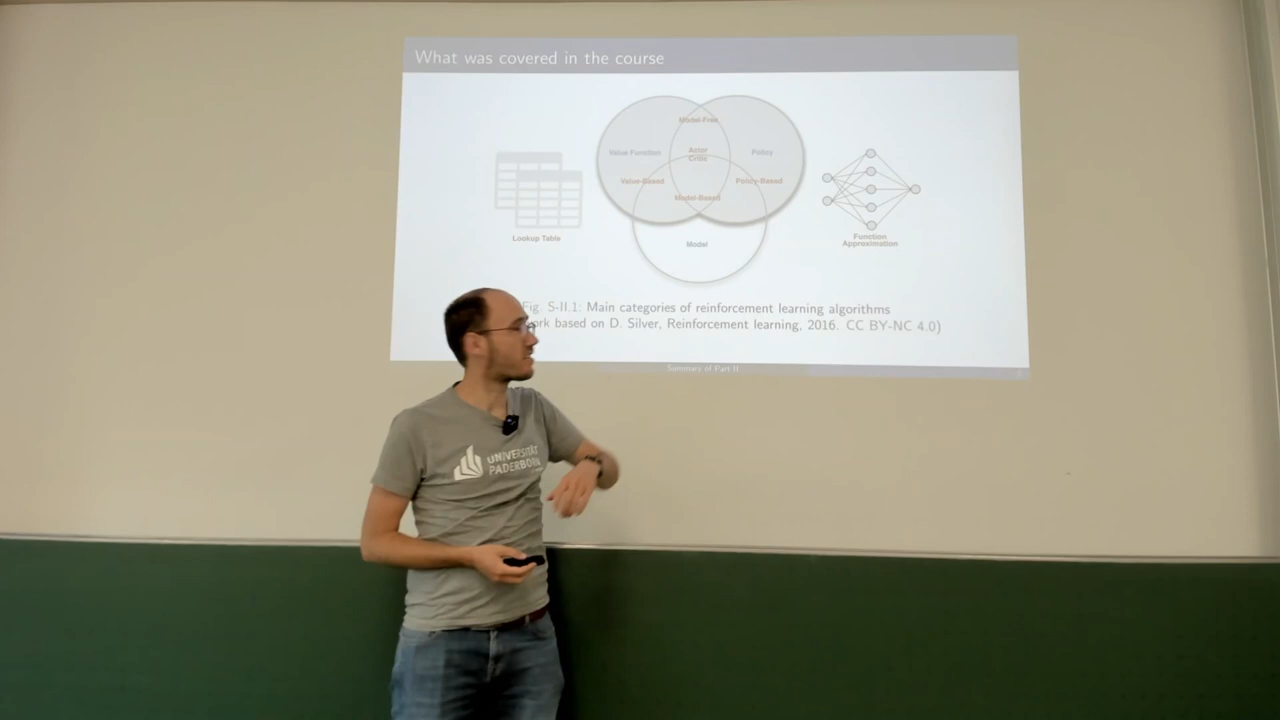 What was covered in the course
Model-Free
Value Function
Actor
Critic
Policy
Value-Based
Policy-Based
Model-Based
Model
Lookup Table
Function
Approximation
Fig. S-II.1: Main categories of reinforcement learning algorithms
based on D. Silver, Reinforcement learning, 2016. CC BY-NC 4.0)
Summary of Part II
UNIVERSITÄT
PADERBORN